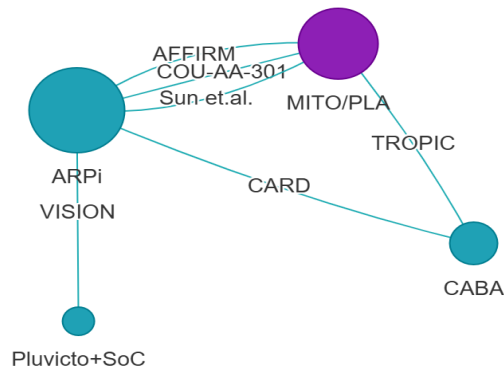 AFFIRM
COU-AA-301
Sun et.al.
MITO/PLA
TROPIC
ARPi
CARD
VISION
CABA
Pluvicto+SoC